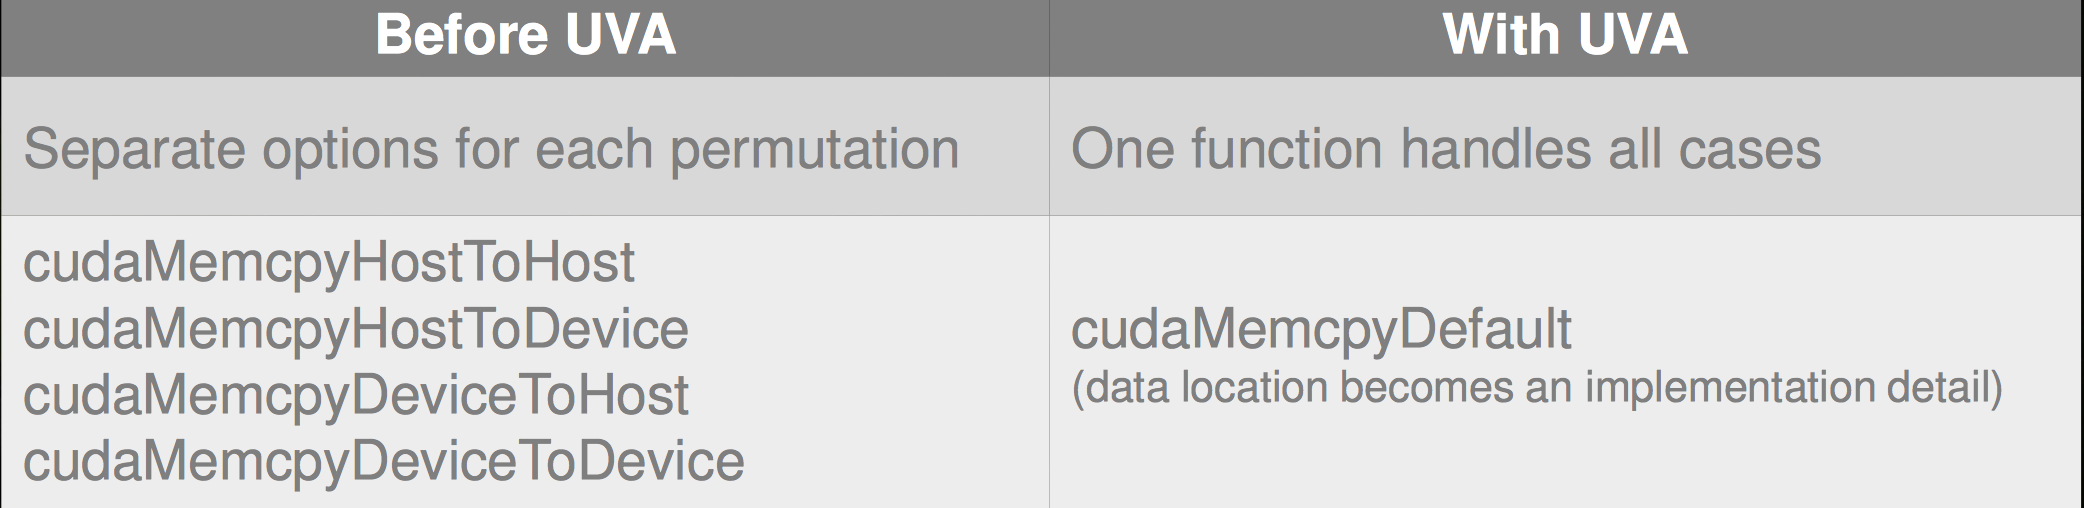 Before UVA
With UVA
Separate options for each permutation
One function handles all cases
cudaMemcpyHostToHost
cudaMemcpyHostToDevice
cudaMemcpyDeviceToHost
cudaMemcpyDeviceToDevice
cudaMemcpyDefault
(data location becomes an implementation detail)